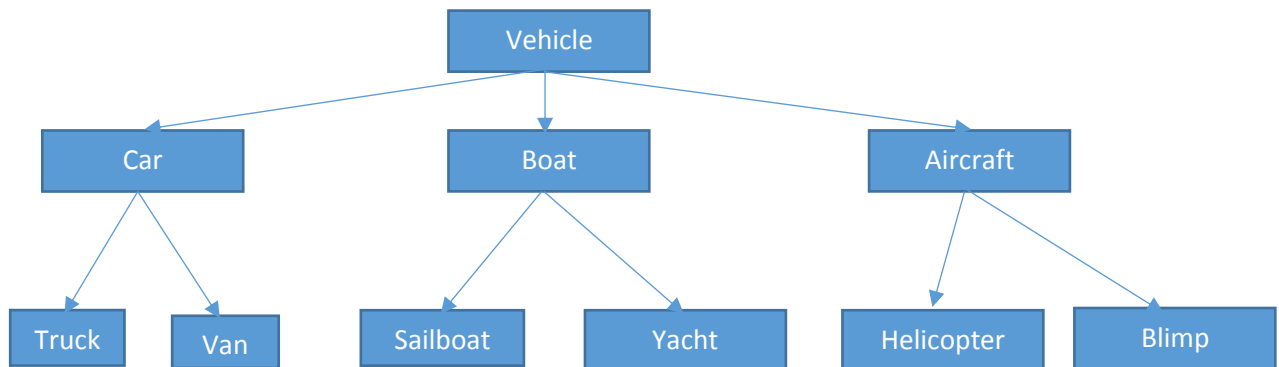 Vehicle
Car
Boat
Aircraft
Truck
Van
Sailboat
Yacht
Helicopter
Blimp